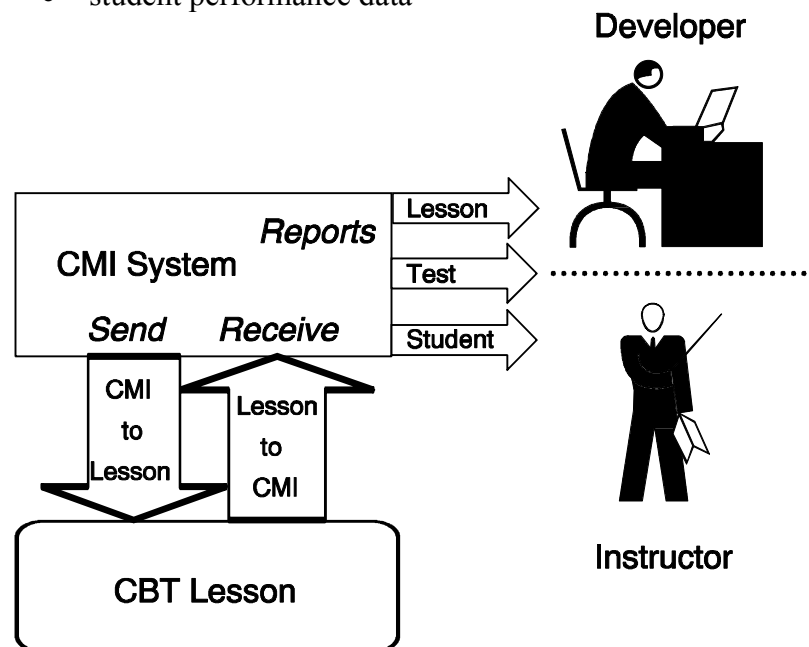 • student performance data
Developer
Lesson
Reports
CMI System
Test
Send Receive
Student
CMI
to
Lesson
Lesson
to
CMI
Instructor
CBT Lesson